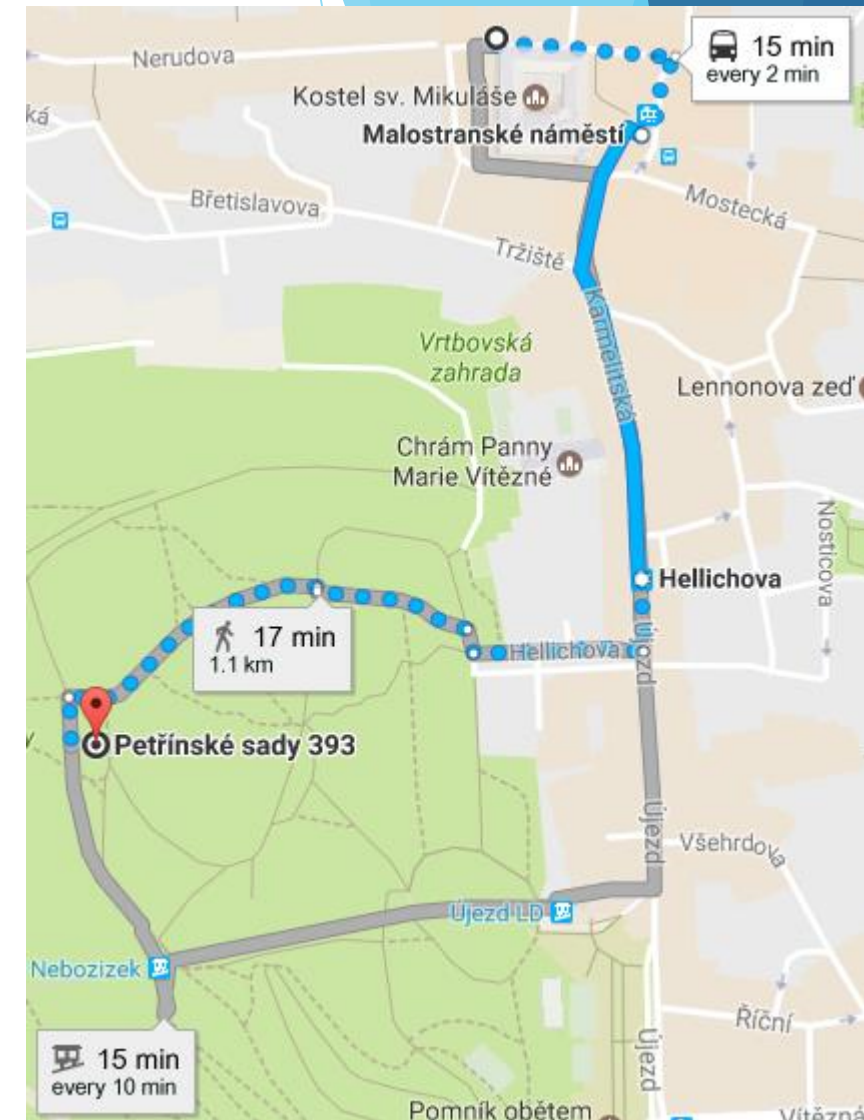 15 min
every 2 min
Nerudova
Kostel sv. Mikuláše
Malostranské náměstí
Břetislavova
Mostecká
Tržiště
Karmelitská
Vrtbovská
zahrada
Lennonova zeď
Chrám Panny
Marie Vítězné
Nosticova
Hellichova
17 min
1.1 km
Hellichova
Újezd
Petřínské sady 393
Újezd
Všehrdova
Újezd LD
Nebozizek
Říční
15 min
every 10 min
Újezd
Pomník obětem
Vítězná